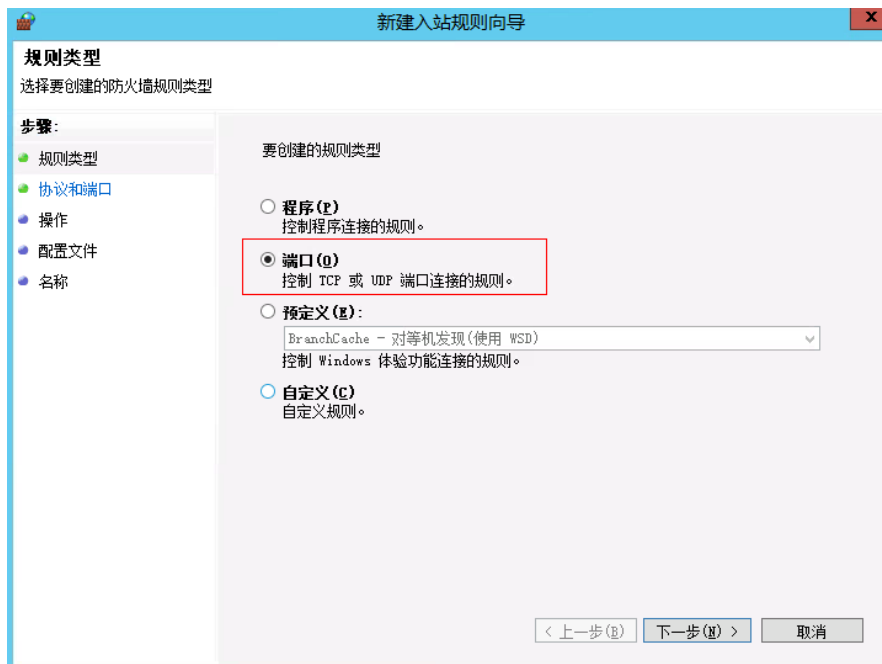 新建入站规则向导
x
规则类型
选择要创建的防火墙规则类型
步骤:
规则类型
协议和端口
操作
配置文件
名称
要创建的规则类型
程序(P)
控制程序连接的规则。
端口(O)
控制 TCP 或 UDP 端口连接的规则。
预定义(E):
BranchCache - 对等机发现(使用 WSD)
控制 Windows 体验功能连接的规则。
自定义(C)
自定义规则。
< 上一步(B)
下一步(N) >
取消